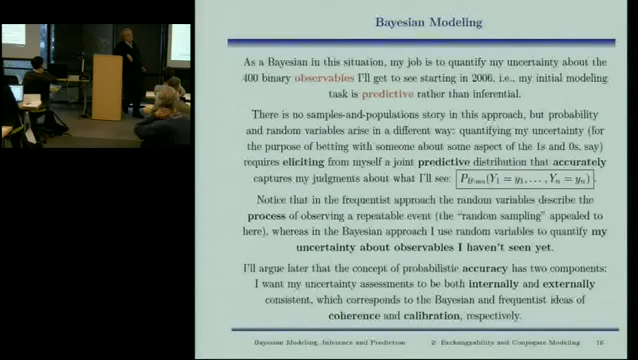 Bayesian Modeling
As a Bayesian in this situation, my job is to quantify my uncertainty about the
400 binary observables I'll get to see starting in 2006, i.e., my initial modeling
task is predictive rather than inferential.
There is no samples-and-populations story in this approach, but probability
and random variables arise in a different way: quantifying my uncertainty (for
the purpose of betting with someone about some aspect of the 1s and 0s, say)
requires eliciting from myself a joint predictive distribution that accurately
captures my judgments about what I'll see: (Y₁ = y₁, . . . , Yₙ = yₙ).
Notice that in the frequentist approach the random variables describe the
process of observing a repeatable event (the "random sampling" appealed to
here), whereas in the Bayesian approach I use random variables to quantify my
uncertainty about observables I haven't seen yet.
I'll argue later that the concept of probabilistic accuracy has two components:
I want my uncertainty assessments to be both internally and externally
consistent, which corresponds to the Bayesian and frequentist ideas of
coherence and calibration, respectively.
Bayesian Modeling, Inference and Prediction 2: Exchangeability and Conjugate Modeling 16